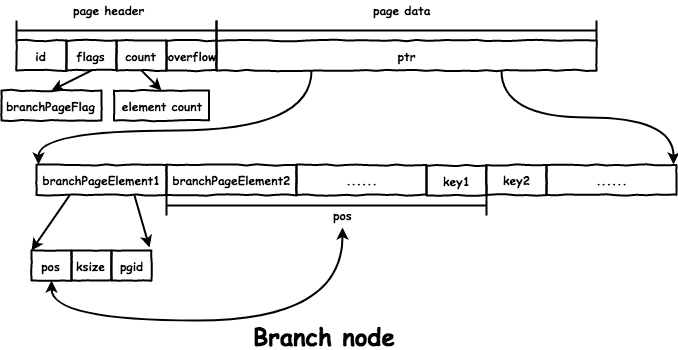 page header page data
id flags count overflow ptr
branchPageFlag element count
branchPageElement1 branchPageElement2 ...... key1 key2 ......
pos
pos ksize pgid
Branch node